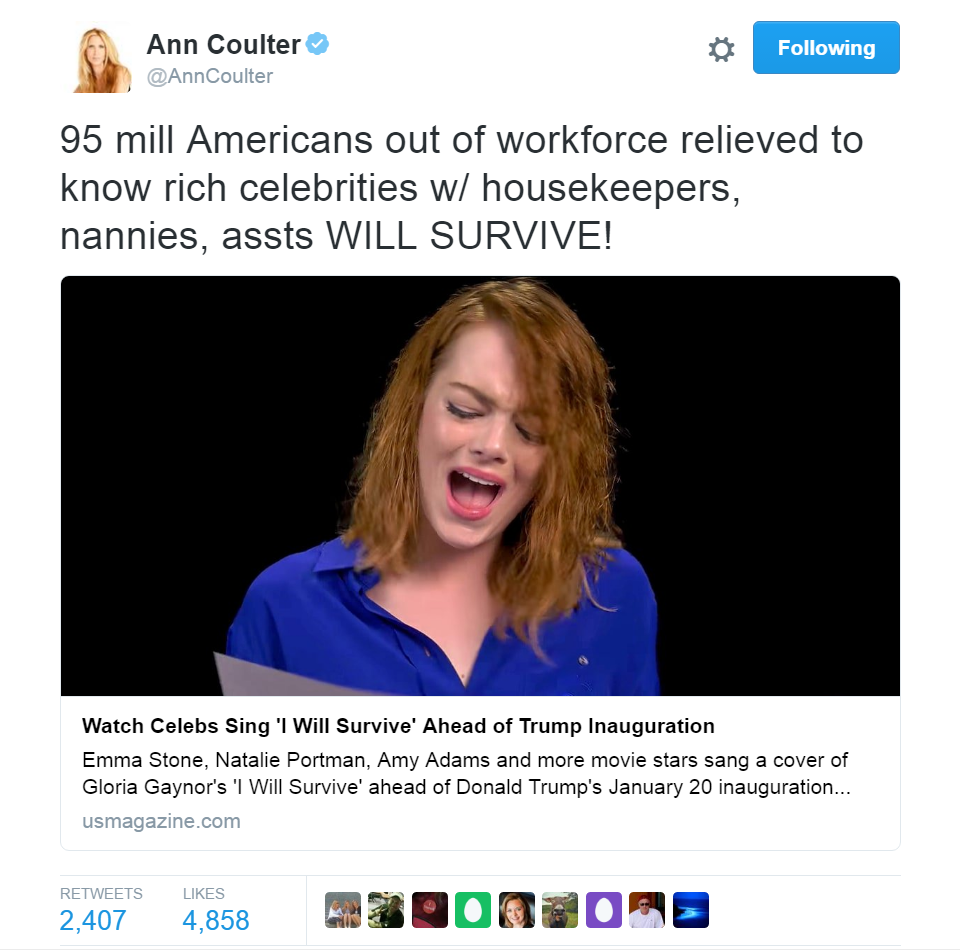 Ann Coulter
@AnnCoulter
Following
95 mill Americans out of workforce relieved to
know rich celebrities w/ housekeepers,
nannies, assts WILL SURVIVE!
Watch Celebs Sing 'I Will Survive' Ahead of Trump Inauguration
Emma Stone, Natalie Portman, Amy Adams and more movie stars sang a cover of
Gloria Gaynor's 'I Will Survive' ahead of Donald Trump's January 20 inauguration...
usmagazine.com
RETWEETS LIKES
2,407 4,858